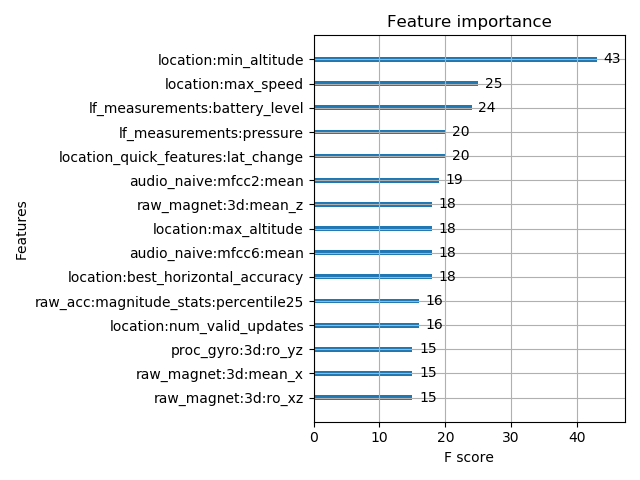 Feature importance
location:min_altitude 43
location:max_speed 25
lf_measurements:battery_level 24
lf_measurements:pressure 20
location_quick_features:lat_change 20
audio_naive:mfcc2:mean 19
raw_magnet:3d:mean_z 18
location:max_altitude 18
audio_naive:mfcc6:mean 18
location:best_horizontal_accuracy 18
raw_acc:magnitude_stats:percentile25 16
location:num_valid_updates 16
proc_gyro:3d:ro_yz 15
raw_magnet:3d:mean_x 15
raw_magnet:3d:ro_xz 15
Features
0 10 20 30 40
F score